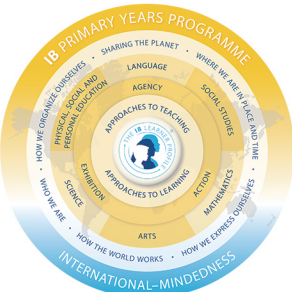 IB PRIMARY YEARS PROGRAMME
SHARING THE PLANET
WHERE WE ARE IN PLACE AND TIME
HOW WE EXPRESS OURSELVES
HOW THE WORLD WORKS
WHO WE ARE
HOW WE ORGANIZE OURSELVES
LANGUAGE
SOCIAL STUDIES
MATHEMATICS
ARTS
SCIENCE
PHYSICAL, SOCIAL AND
PERSONAL EDUCATION
AGENCY
ACTION
EXHIBITION
APPROACHES TO TEACHING
THE IB LEARNER PROFILE
APPROACHES TO LEARNING
INTERNATIONAL-MINDEDNESS